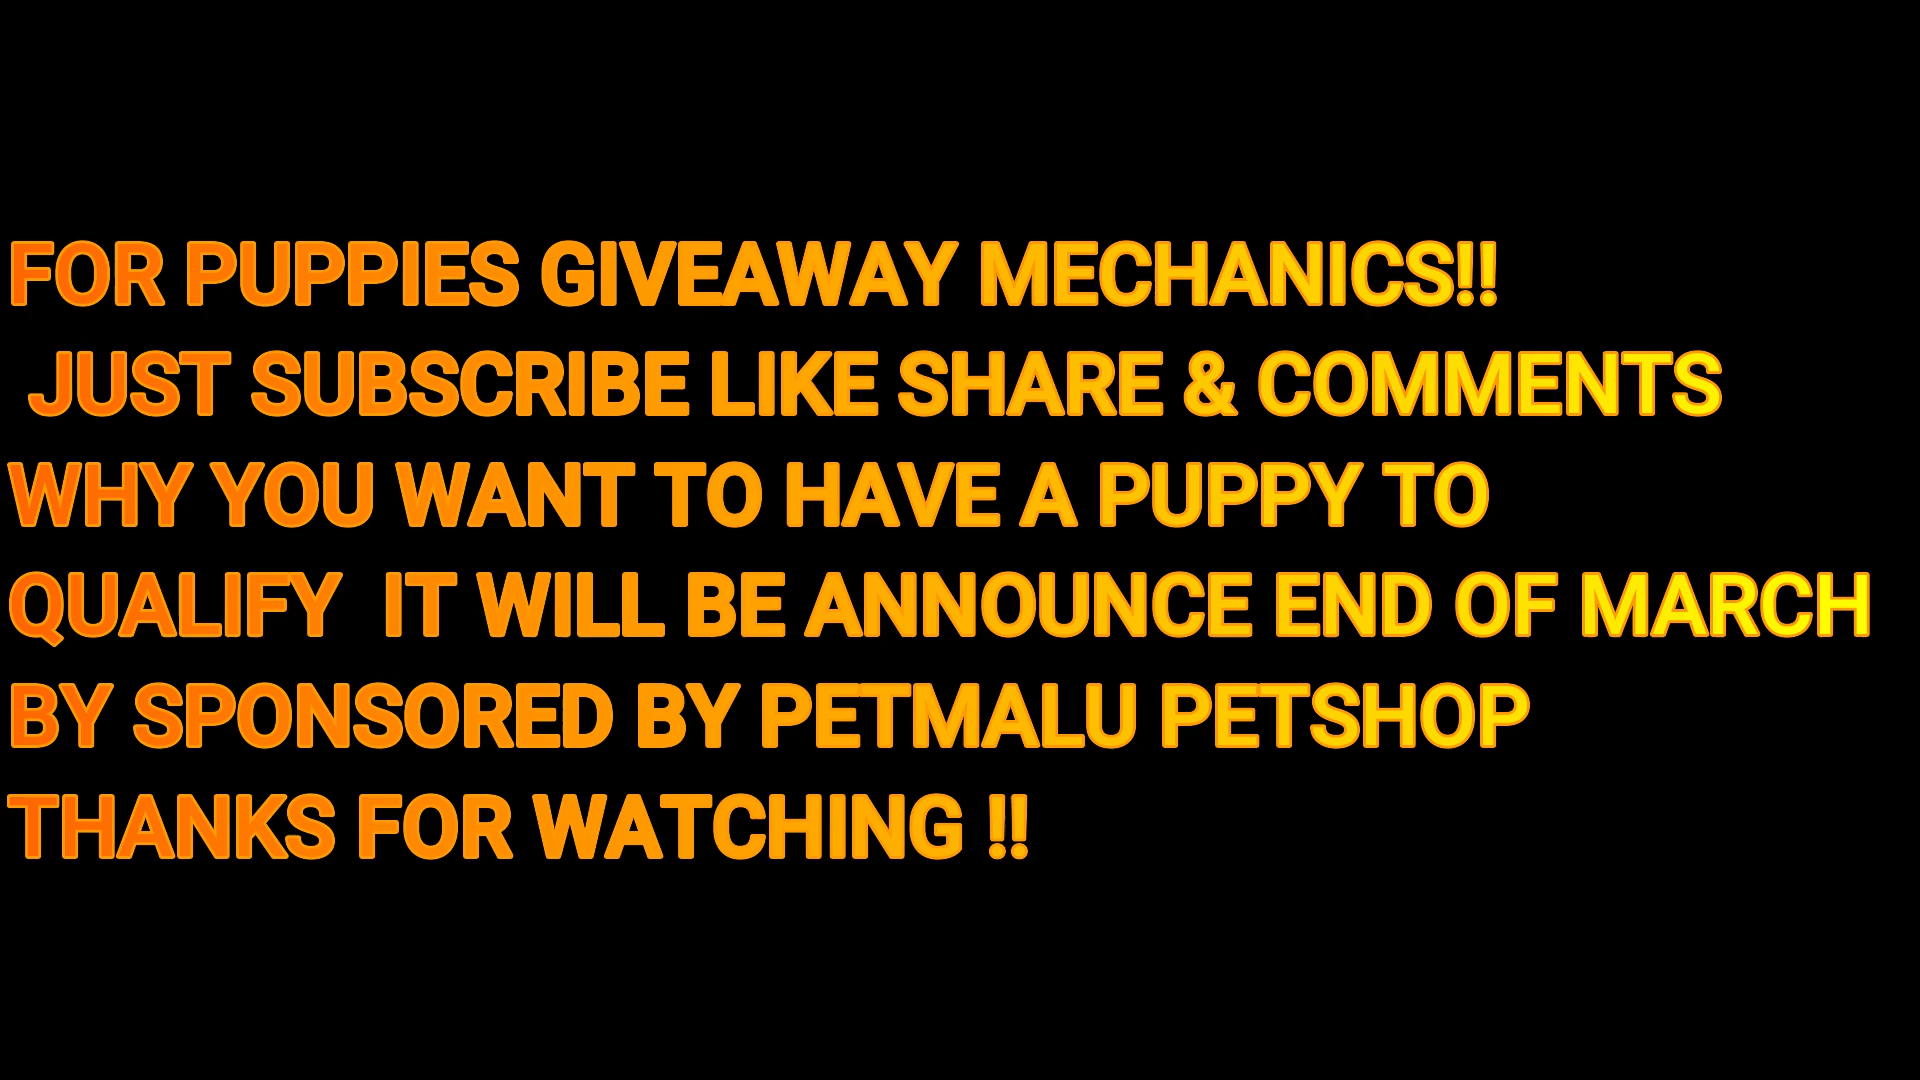 FOR PUPPIES GIVEAWAY MECHANICS!!
JUST SUBSCRIBE LIKE SHARE & COMMENTS
WHY YOU WANT TO HAVE A PUPPY TO
QUALIFY  IT WILL BE ANNOUNCE END OF MARCH
BY SPONSORED BY PETMALU PETSHOP
THANKS FOR WATCHING !!